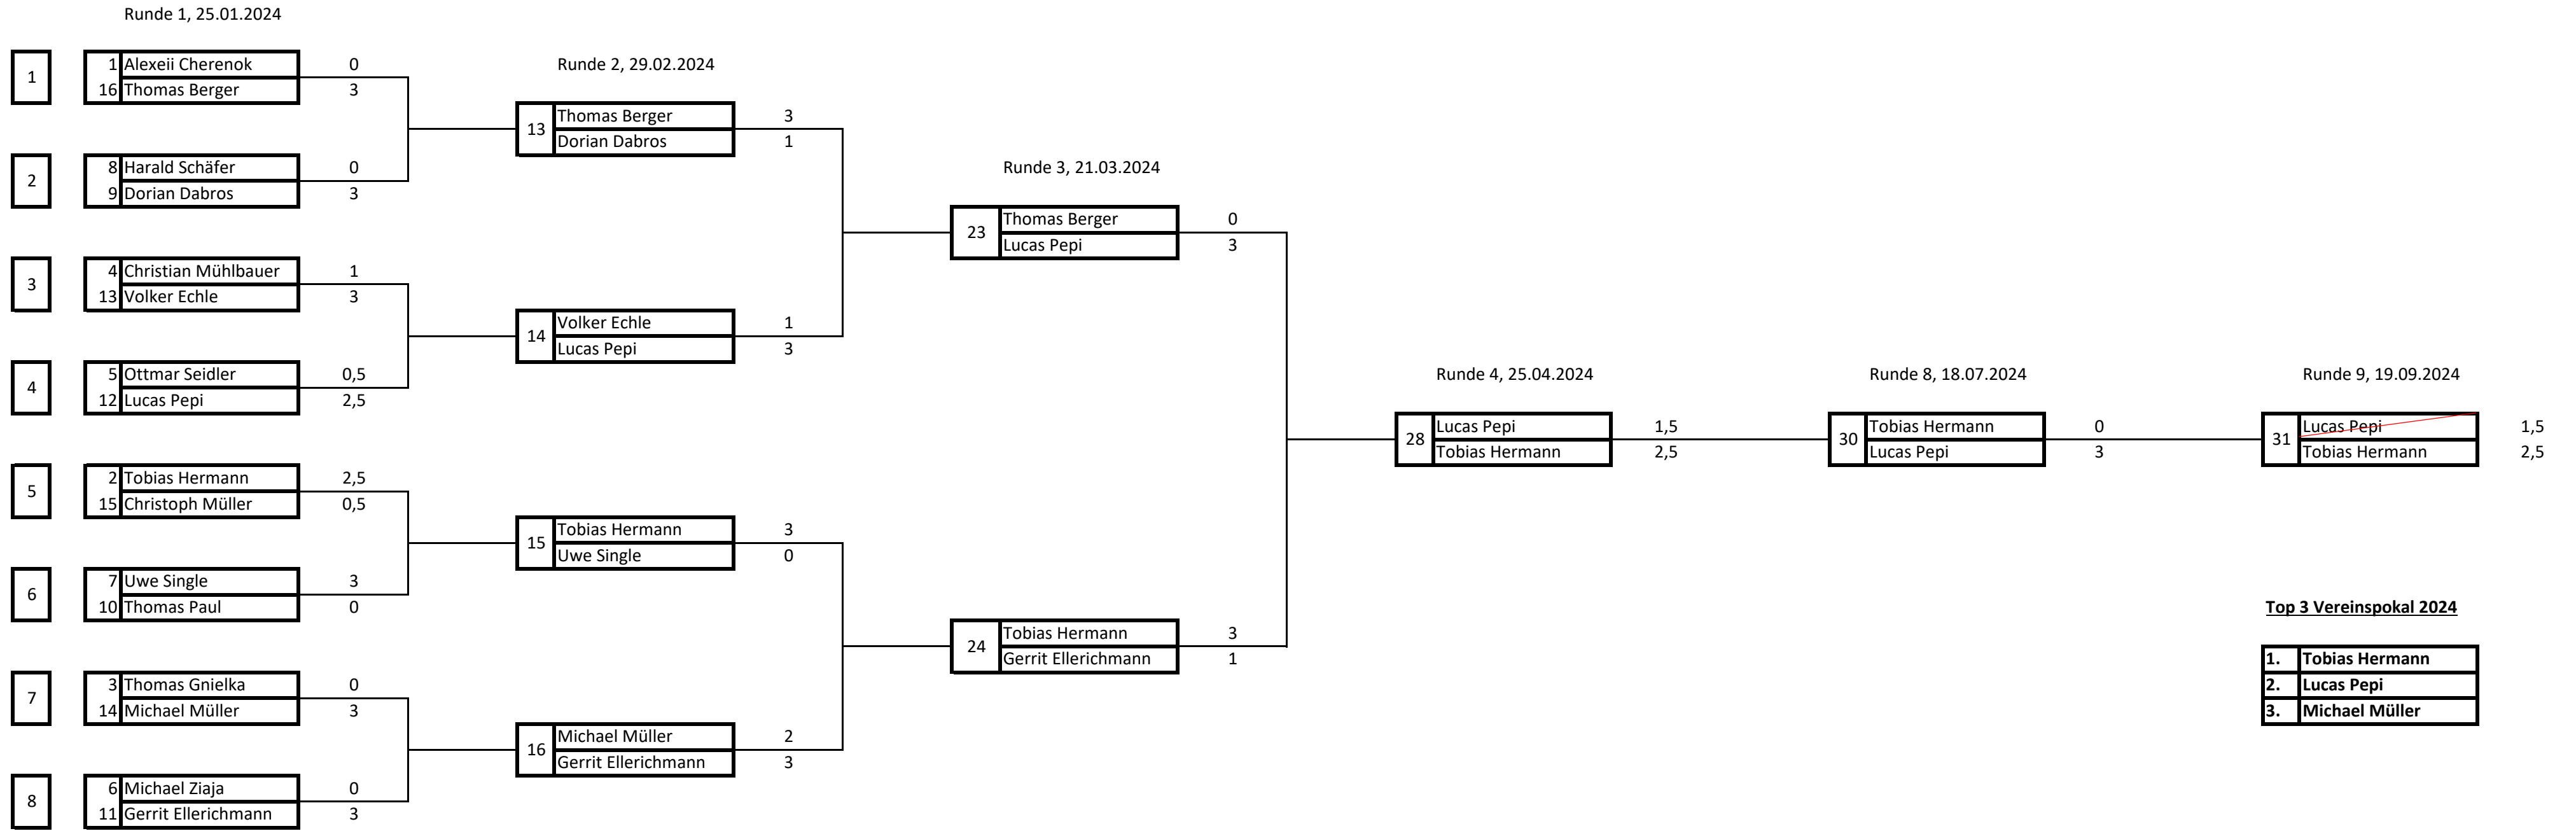 Runde 1, 25.01.2024
1
1 Alexeii Cherenok 0
16 Thomas Berger 3
2
8 Harald Schäfer 0
9 Dorian Dabros 3
3
4 Christian Mühlbauer 1
13 Volker Echle 3
4
5 Ottmar Seidler 0,5
12 Lucas Pepi 2,5
5
2 Tobias Hermann 2,5
15 Christoph Müller 0,5
6
7 Uwe Single 3
10 Thomas Paul 0
7
3 Thomas Gnielka 0
14 Michael Müller 3
8
6 Michael Ziaja 0
11 Gerrit Ellerichmann 3
Runde 2, 29.02.2024
13
Thomas Berger 3
Dorian Dabros 1
14
Volker Echle 1
Lucas Pepi 3
15
Tobias Hermann 3
Uwe Single 0
16
Michael Müller 2
Gerrit Ellerichmann 3
Runde 3, 21.03.2024
23
Thomas Berger 0
Lucas Pepi 3
24
Tobias Hermann 3
Gerrit Ellerichmann 1
Runde 4, 25.04.2024
28
Lucas Pepi 1,5
Tobias Hermann 2,5
Runde 8, 18.07.2024
30
Tobias Hermann 0
Lucas Pepi 3
Runde 9, 19.09.2024
31
Lucas Pepi 1,5
Tobias Hermann 2,5
Top 3 Vereinspokal 2024
1. Tobias Hermann
2. Lucas Pepi
3. Michael Müller